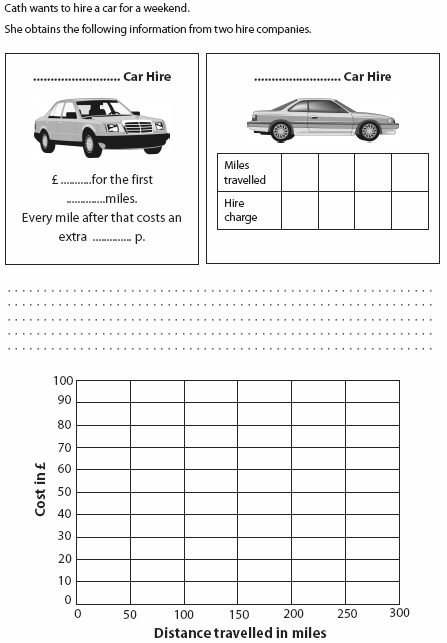 Cath wants to hire a car for a weekend.
She obtains the following information from two hire companies.
.......................... Car Hire
£ ...........for the first
..............miles.
Every mile after that costs an
extra .............. p.
.......................... Car Hire
Miles
travelled
Hire
charge
100
90
80
70
60
50
40
30
20
10
0
Cost in £
0 50 100 150 200 250 300
Distance travelled in miles